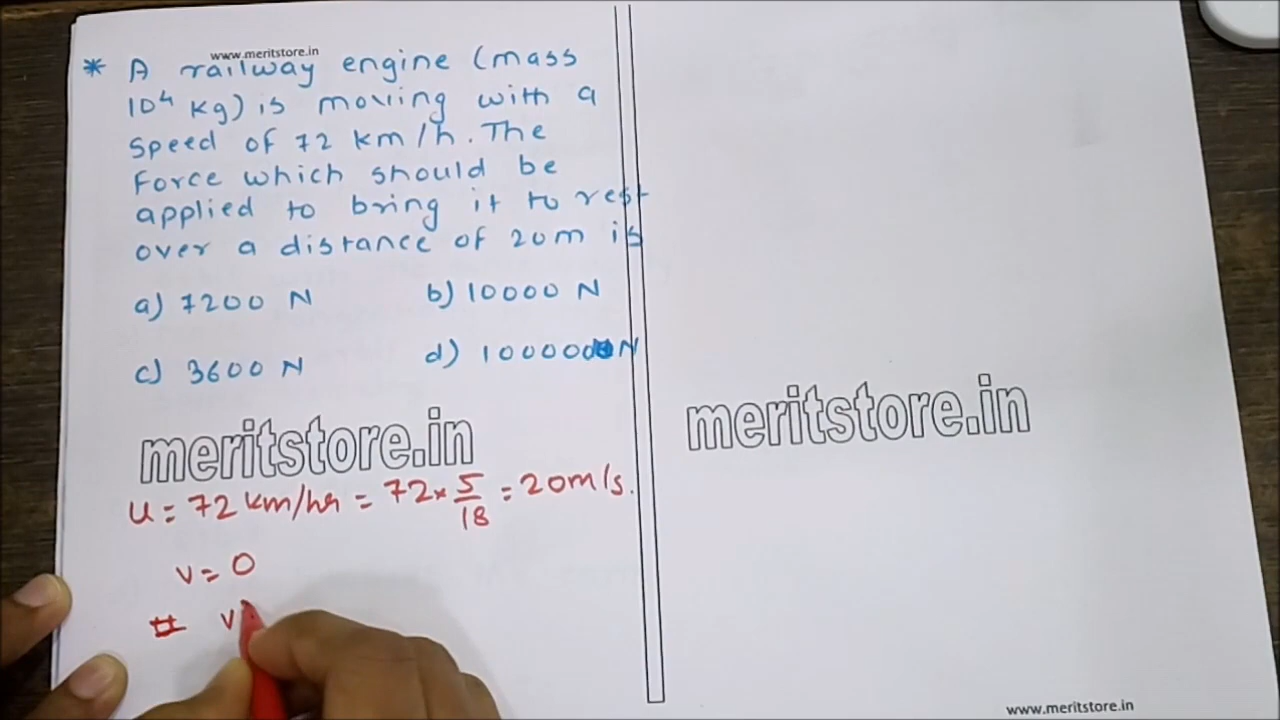 www.meritstore.in
* A railway engine (mass
10⁴ kg) is moving with a
speed of 72 km/h. The
Force which should be
applied to bring it to rest
over a distance of 20m is
a) 7200 N b) 10000 N
c) 3600 N d) 100000 N
meritstore.in meritstore.in
u = 72 km/hr = 72 × 5/18 = 20m/s.
v = 0
v
www.meritstore.in